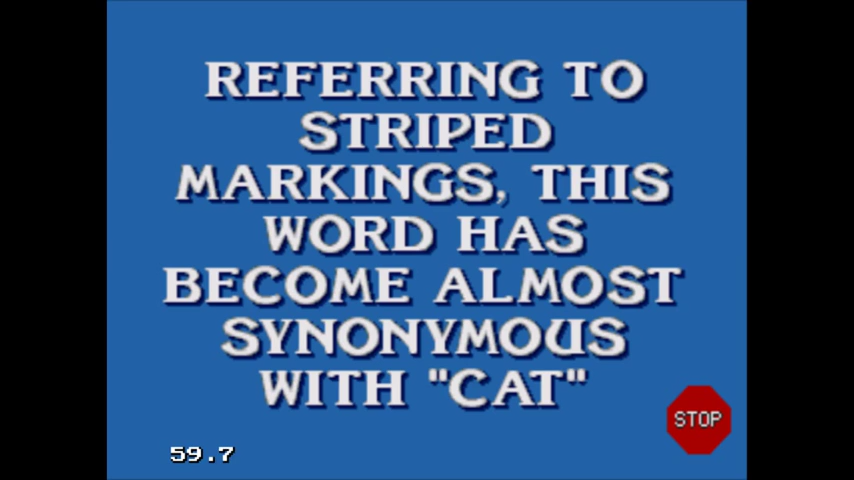 REFERRING TO
STRIPED
MARKINGS, THIS
WORD HAS
BECOME ALMOST
SYNONYMOUS
WITH "CAT"
STOP
59.7